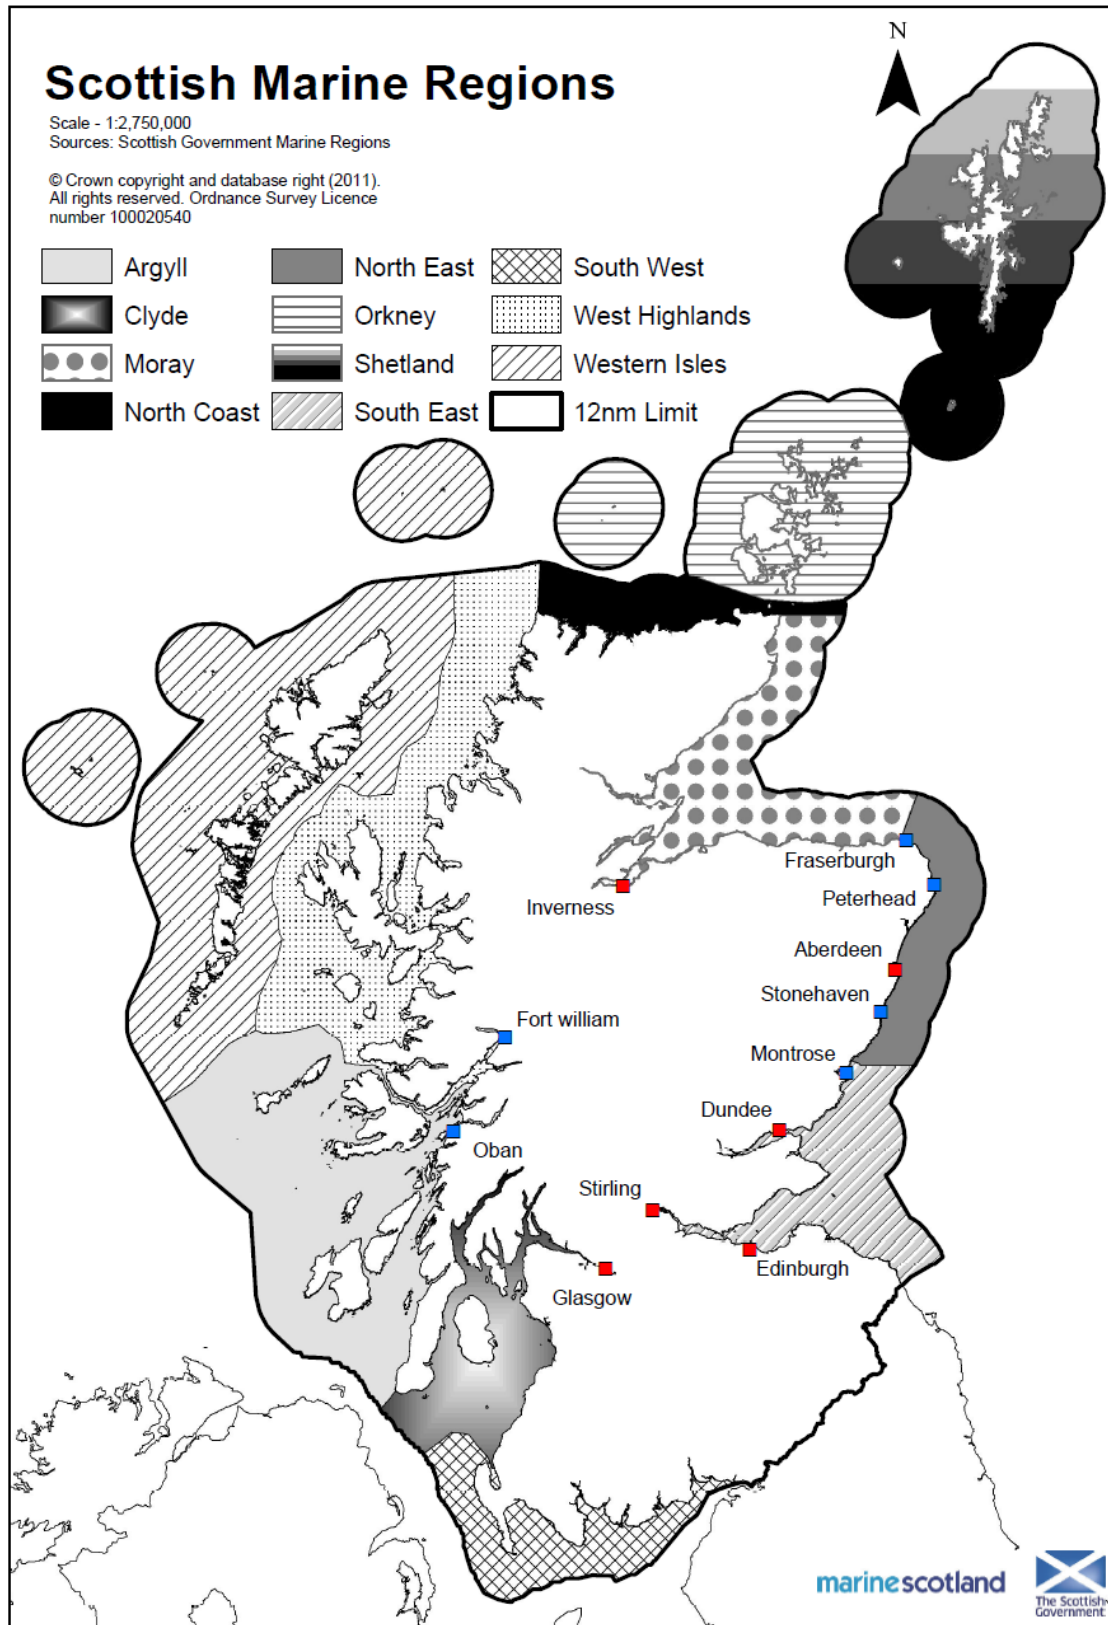 N
Scottish Marine Regions
Scale - 1:2,750,000
Sources: Scottish Government Marine Regions
© Crown copyright and database right (2011).
All rights reserved. Ordnance Survey Licence
number 100020540
Argyll
North East
South West
Clyde
Orkney
West Highlands
Moray
Shetland
Western Isles
North Coast
South East
12nm Limit
Fraserburgh
Peterhead
Inverness
Aberdeen
Stonehaven
Fort william
Montrose
Dundee
Oban
Stirling
Edinburgh
Glasgow
marinescotland
The Scottish
Government